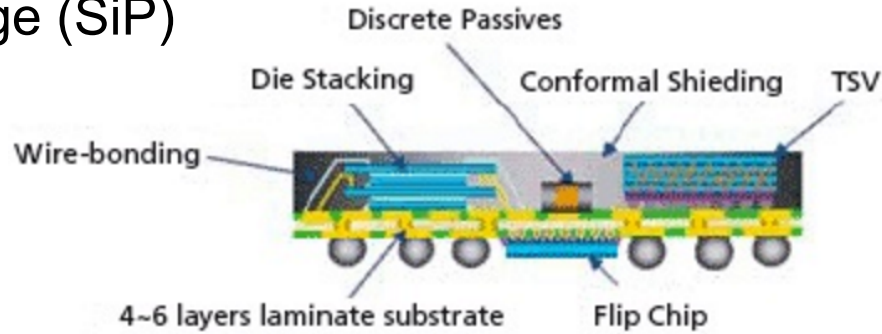 ge (SiP)
Discrete Passives
Die Stacking
Conformal Shieding
TSV
Wire-bonding
4~6 layers laminate substrate
Flip Chip